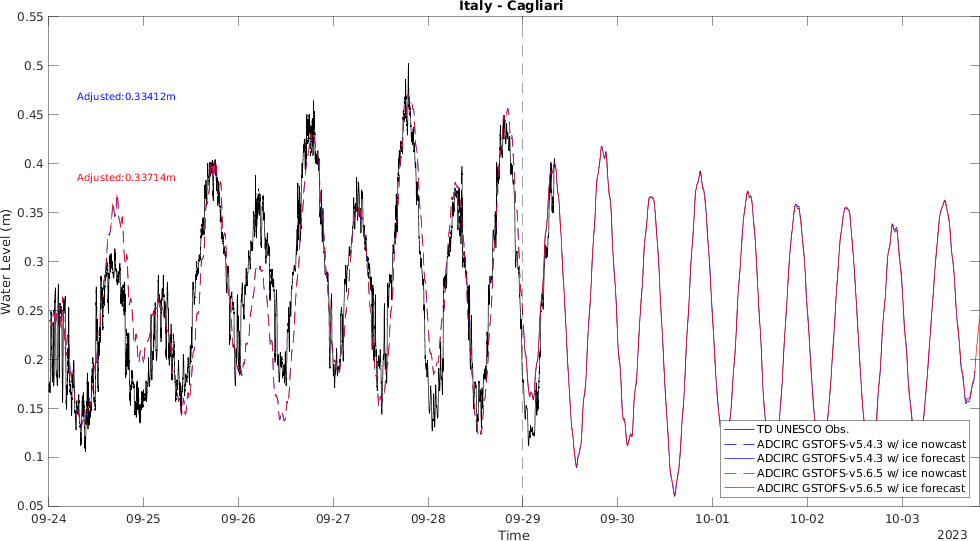 Italy - Cagliari
0.55
0.5
0.45
0.4
0.35
0.3
0.25
0.2
0.15
0.1
0.05
Water Level (m)
Adjusted:0.33412m
Adjusted:0.33714m
TD UNESCO Obs.
ADCIRC GSTOFS-v5.4.3 w/ ice nowcast
ADCIRC GSTOFS-v5.4.3 w/ ice forecast
ADCIRC GSTOFS-v5.6.5 w/ ice nowcast
ADCIRC GSTOFS-v5.6.5 w/ ice forecast
09-24 09-25 09-26 09-27 09-28 09-29 09-30 10-01 10-02 10-03
Time
2023